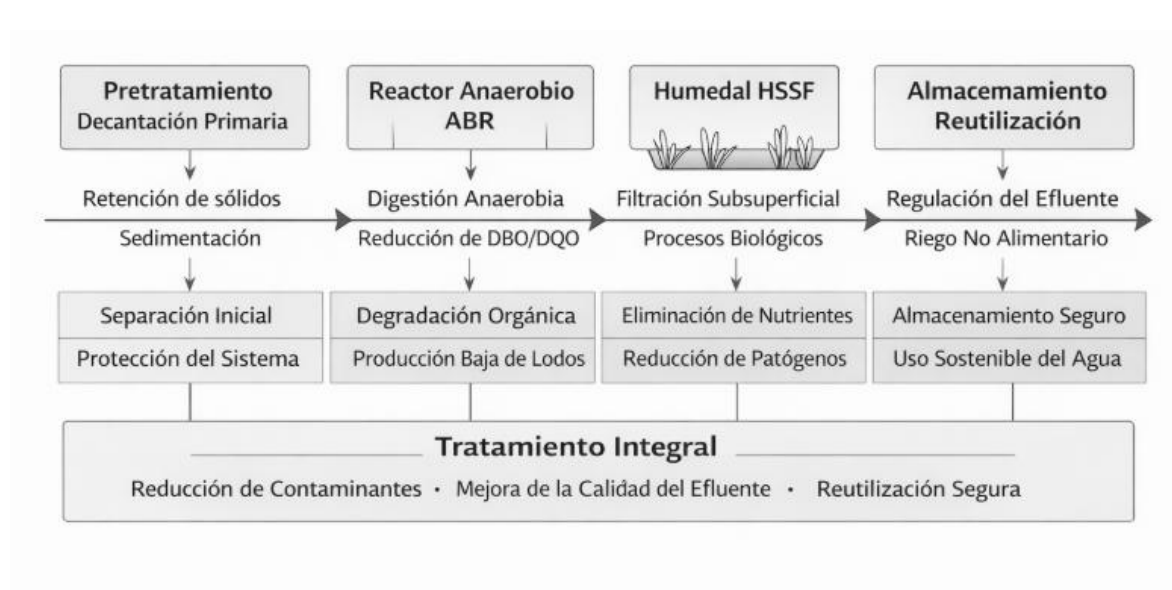 Pretratamiento
Decantación Primaria
Retención de sólidos
Sedimentación
Separación Inicial
Protección del Sistema
Reactor Anaerobio
ABR
Digestión Anaerobia
Reducción de DBO/DQO
Degradación Orgánica
Producción Baja de Lodos
Humedal HSSF
Filtración Subsuperficial
Procesos Biológicos
Eliminación de Nutrientes
Reducción de Patógenos
Almacemamiento
Reutilización
Regulación del Efluente
Riego No Alimentario
Almacenamiento Seguro
Uso Sostenible del Agua
Tratamiento Integral
Reducción de Contaminantes · Mejora de la Calidad del Efluente · Reutilización Segura